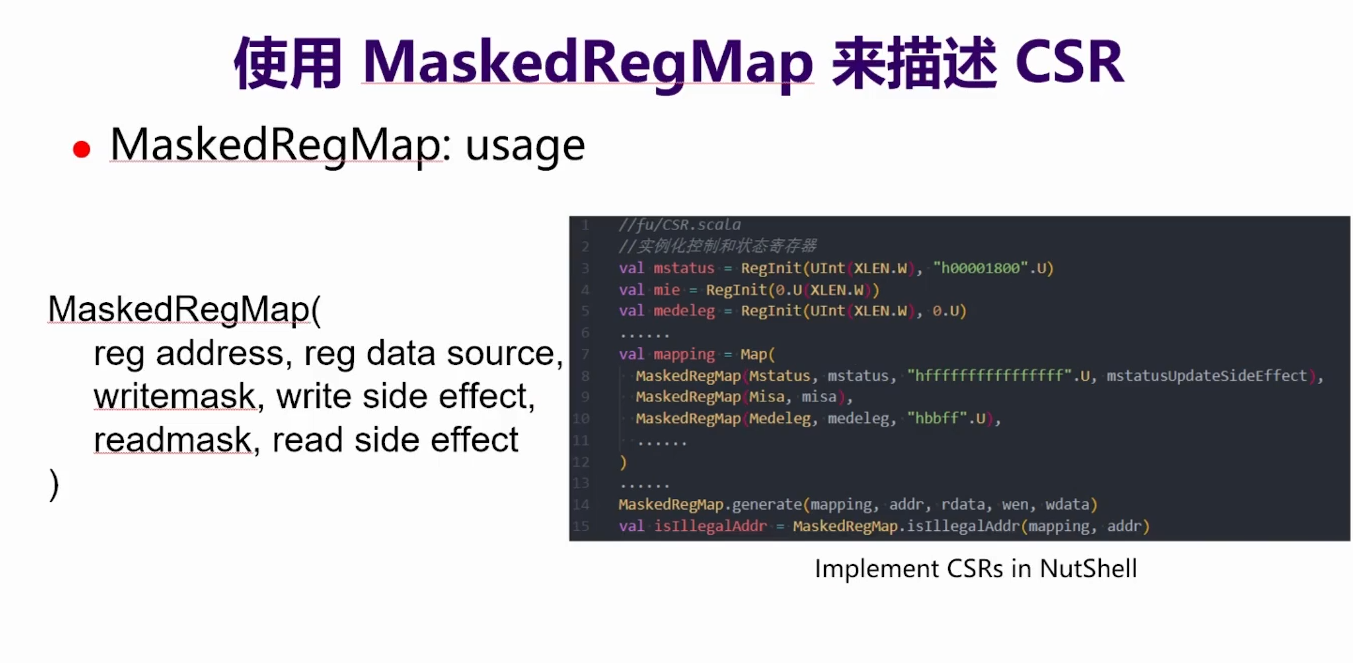 使用 MaskedRegMap 来描述 CSR
• MaskedRegMap: usage
MaskedRegMap(
reg address, reg data source,
writemask, write side effect,
readmask, read side effect
)
1 //fu/CSR.scala
2 //实例化控制和状态寄存器
3 val mstatus = RegInit(UInt(XLEN.W), "h00001800".U)
4 val mie = RegInit(0.U(XLEN.W))
5 val medeleg = RegInit(UInt(XLEN.W), 0.U)
6 ......
7 val mapping = Map(
8 MaskedRegMap(Mstatus, mstatus, "hffffffffffffffff".U, mstatusUpdateSideEffect),
9 MaskedRegMap(Misa, misa),
10 MaskedRegMap(Medeleg, medeleg, "hbbff".U),
11 ......
12 )
13 ......
14 MaskedRegMap.generate(mapping, addr, rdata, wen, wdata)
15 val isIllegalAddr = MaskedRegMap.isIllegalAddr(mapping, addr)
Implement CSRs in NutShell